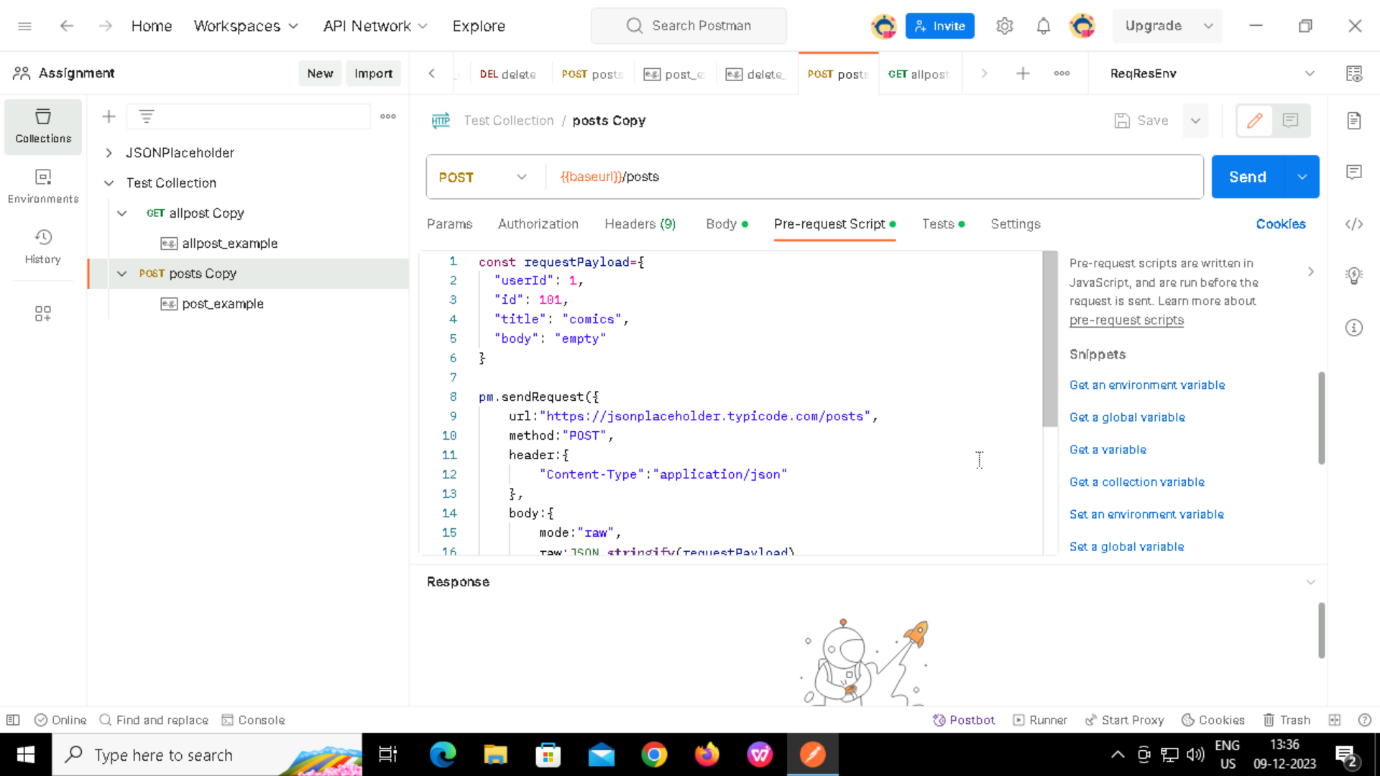 Home Workspaces API Network Explore Search Postman Invite Upgrade
Assignment New Import DEL delete POST posts post_e delete_ POST posts GET allpost ReqResEnv
Collections
Environments
History
JSONPlaceholder
Test Collection
GET allpost Copy
e.g. allpost_example
POST posts Copy
e.g. post_example
HTTP Test Collection / posts Copy Save
POST {{baseurl}}/posts Send
Params Authorization Headers (9) Body Pre-request Script Tests Settings Cookies
1 const requestPayload={
2 "userId": 1,
3 "id": 101,
4 "title": "comics",
5 "body": "empty"
6 }
7
8 pm.sendRequest({
9 url:"https://jsonplaceholder.typicode.com/posts",
10 method:"POST",
11 header:{
12 "Content-Type":"application/json"
13 },
14 body:{
15 mode:"raw",
16 raw:JSON.stringify(requestPayload)
Pre-request scripts are written in
JavaScript, and are run before the
request is sent. Learn more about
pre-request scripts
Snippets
Get an environment variable
Get a global variable
Get a variable
Get a collection variable
Set an environment variable
Set a global variable
Response
Online Find and replace Console Postbot Runner Start Proxy Cookies Trash
Type here to search ENG 13:36
US 09-12-2023 2